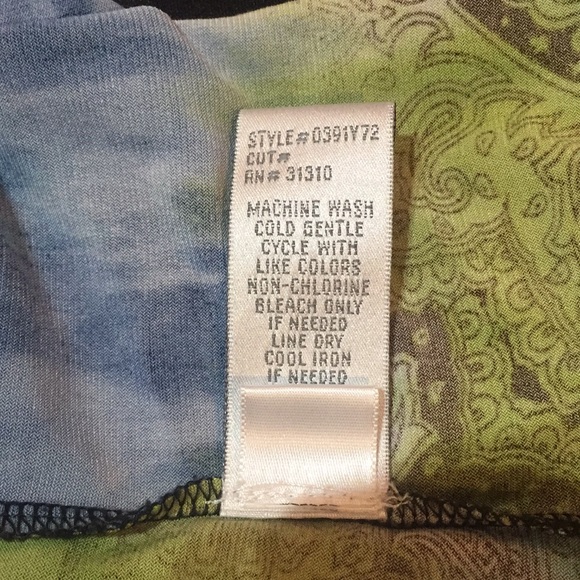 STYLE# 0391Y72
CUT#
RN# 31310
MACHINE WASH
COLD GENTLE
CYCLE WITH
LIKE COLORS
NON-CHLORINE
BLEACH ONLY
IF NEEDED
LINE DRY
COOL IRON
IF NEEDED